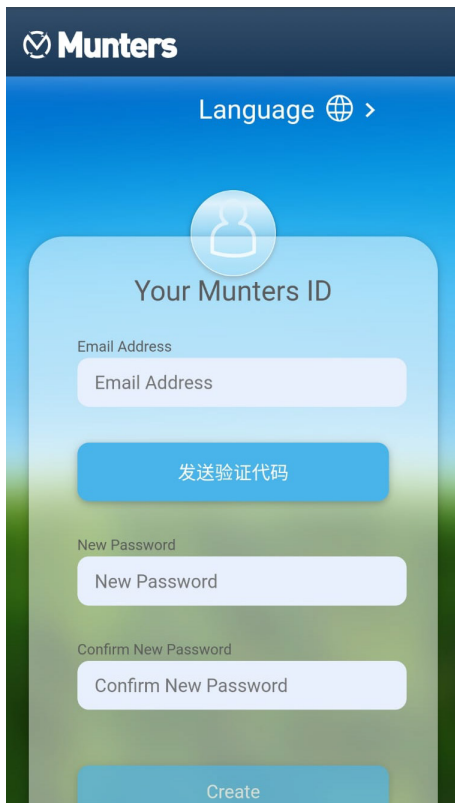 Munters
Language
Your Munters ID
Email Address
Email Address
发送验证代码
New Password
New Password
Confirm New Password
Confirm New Password
Create